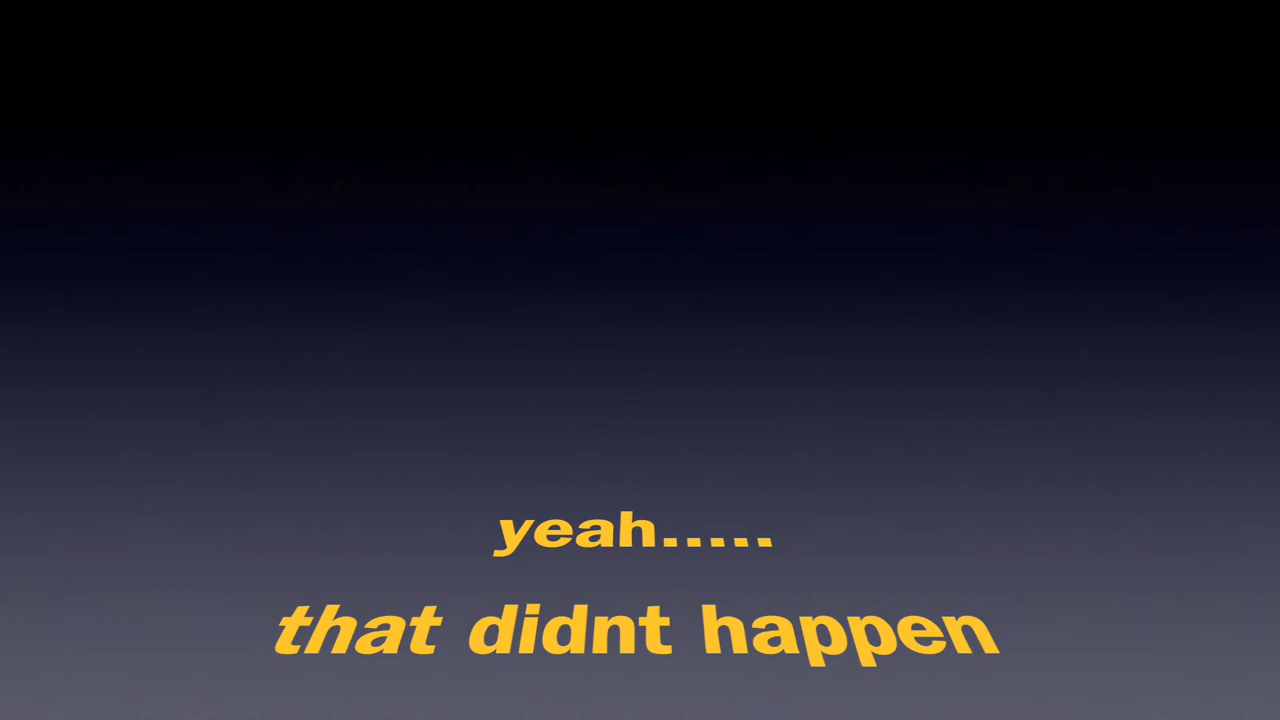 yeah.....
that didnt happen